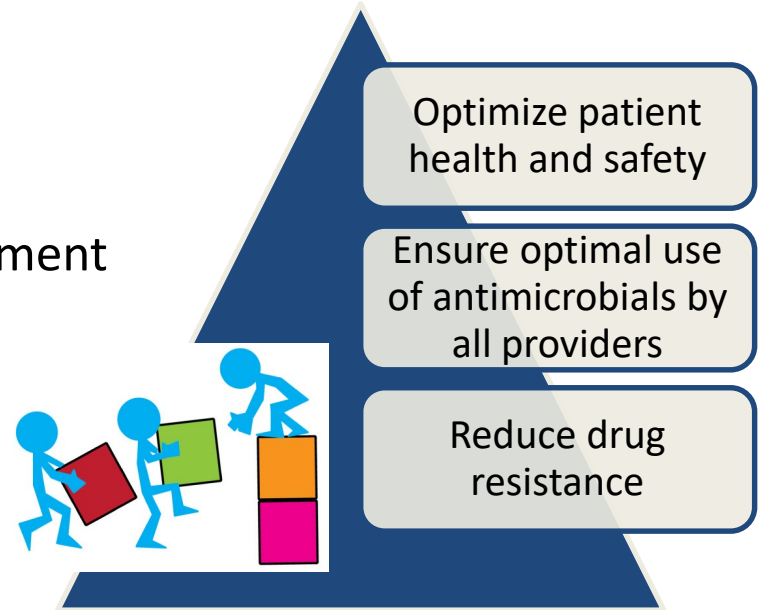 ment
Optimize patient
health and safety
Ensure optimal use
of antimicrobials by
all providers
Reduce drug
resistance